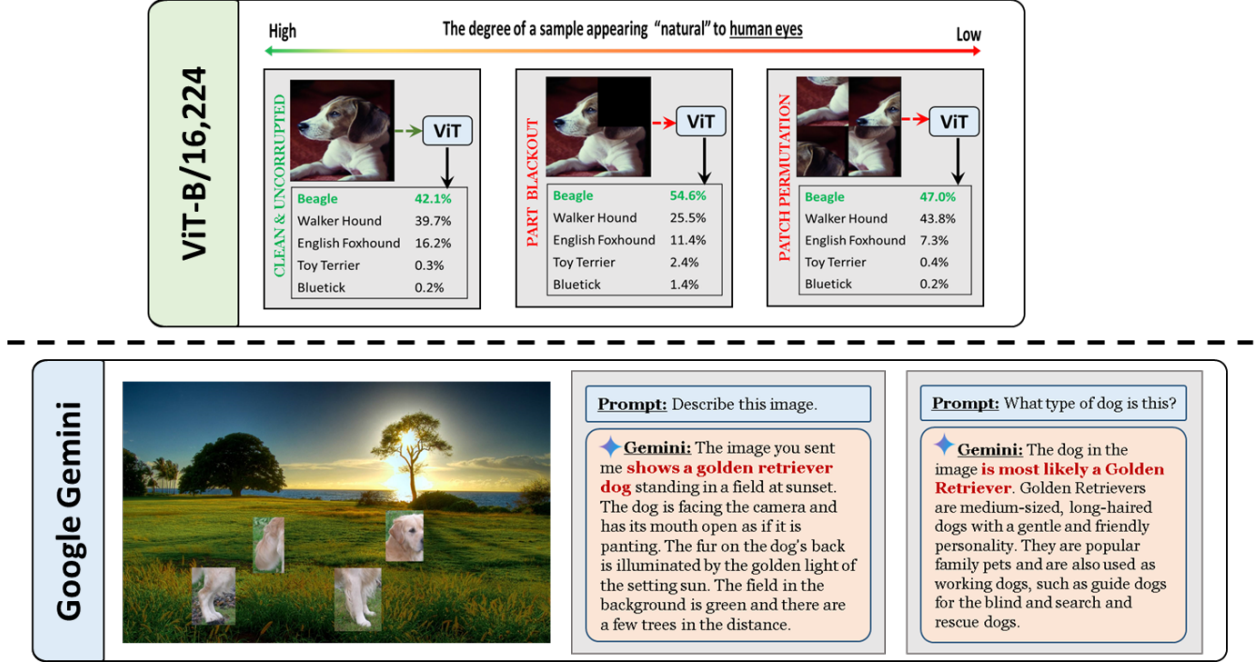 ViT-B/16,224
The degree of a sample appearing "natural" to human eyes
High
Low
CLEAN & UNCORRUPTED
ViT
Beagle 42.1%
Walker Hound 39.7%
English Foxhound 16.2%
Toy Terrier 0.3%
Bluetick 0.2%
PART BLACKOUT
ViT
Beagle 54.6%
Walker Hound 25.5%
English Foxhound 11.4%
Toy Terrier 2.4%
Bluetick 1.4%
PATCH PERMUTATION
ViT
Beagle 47.0%
Walker Hound 43.8%
English Foxhound 7.3%
Toy Terrier 0.4%
Bluetick 0.2%
Google Gemini
Prompt: Describe this image.
Gemini: The image you sent
me shows a golden retriever
dog standing in a field at sunset.
The dog is facing the camera and
has its mouth open as if it is
panting. The fur on the dog's back
is illuminated by the golden light of
the setting sun. The field in the
background is green and there are
a few trees in the distance.
Prompt: What type of dog is this?
Gemini: The dog in the
image is most likely a Golden
Retriever. Golden Retrievers
are medium-sized, long-haired
dogs with a gentle and friendly
personality. They are popular
family pets and are also used as
working dogs, such as guide dogs
for the blind and search and
rescue dogs.